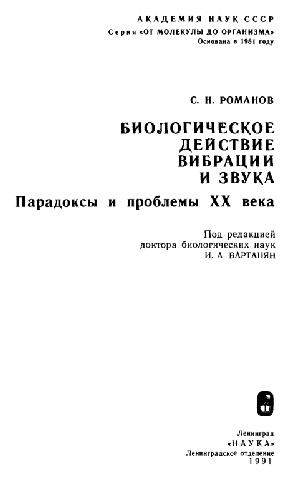 АКАДЕМИЯ НАУК СССР
Серия «ОТ МОЛЕКУЛЫ ДО ОРГАНИЗМА»
Основана в 1981 году
С. Н. РОМАНОВ
БИОЛОГИЧЕСКОЕ
ДЕЙСТВИЕ
ВИБРАЦИИ
И ЗВУКА
Парадоксы и проблемы XX века
Под редакцией
доктора биологических наук
И. А. ВАРТАНЯН
Ленинград
«НАУКА»
Ленинградское отделение
1991